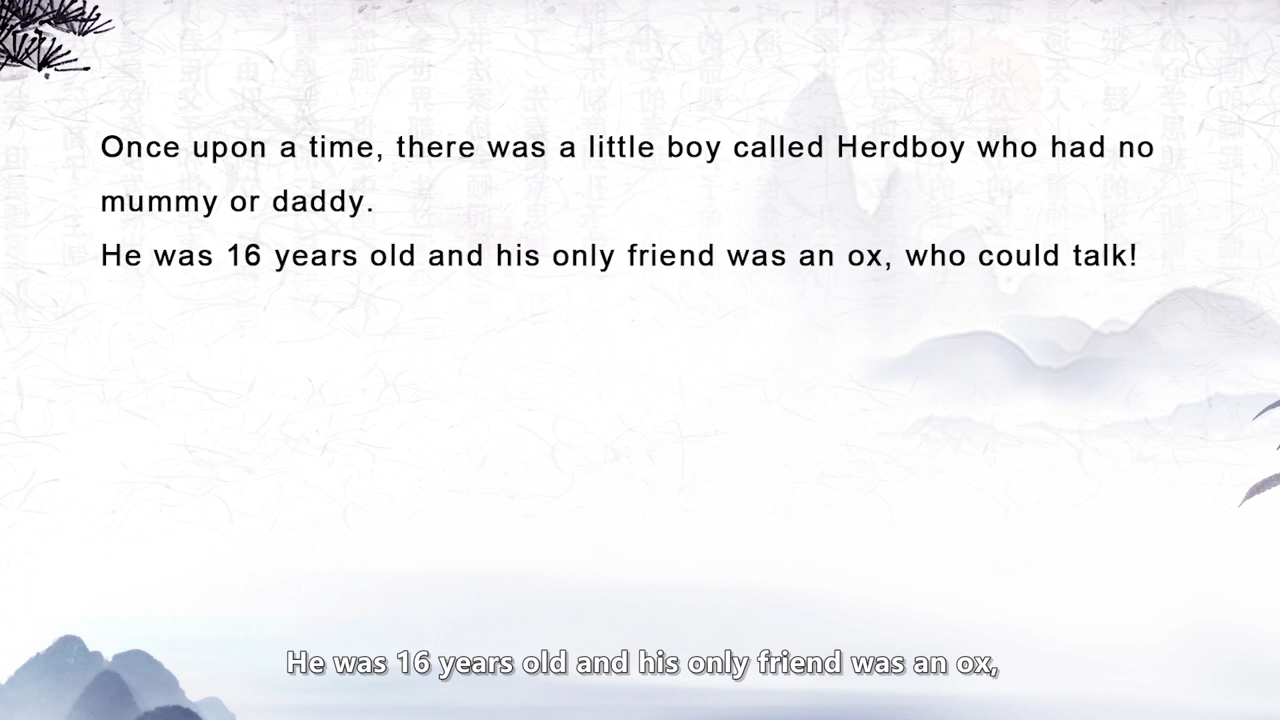 Once upon a time, there was a little boy called Herdboy who had no
mummy or daddy.
He was 16 years old and his only friend was an ox, who could talk!
He was 16 years old and his only friend was an ox,